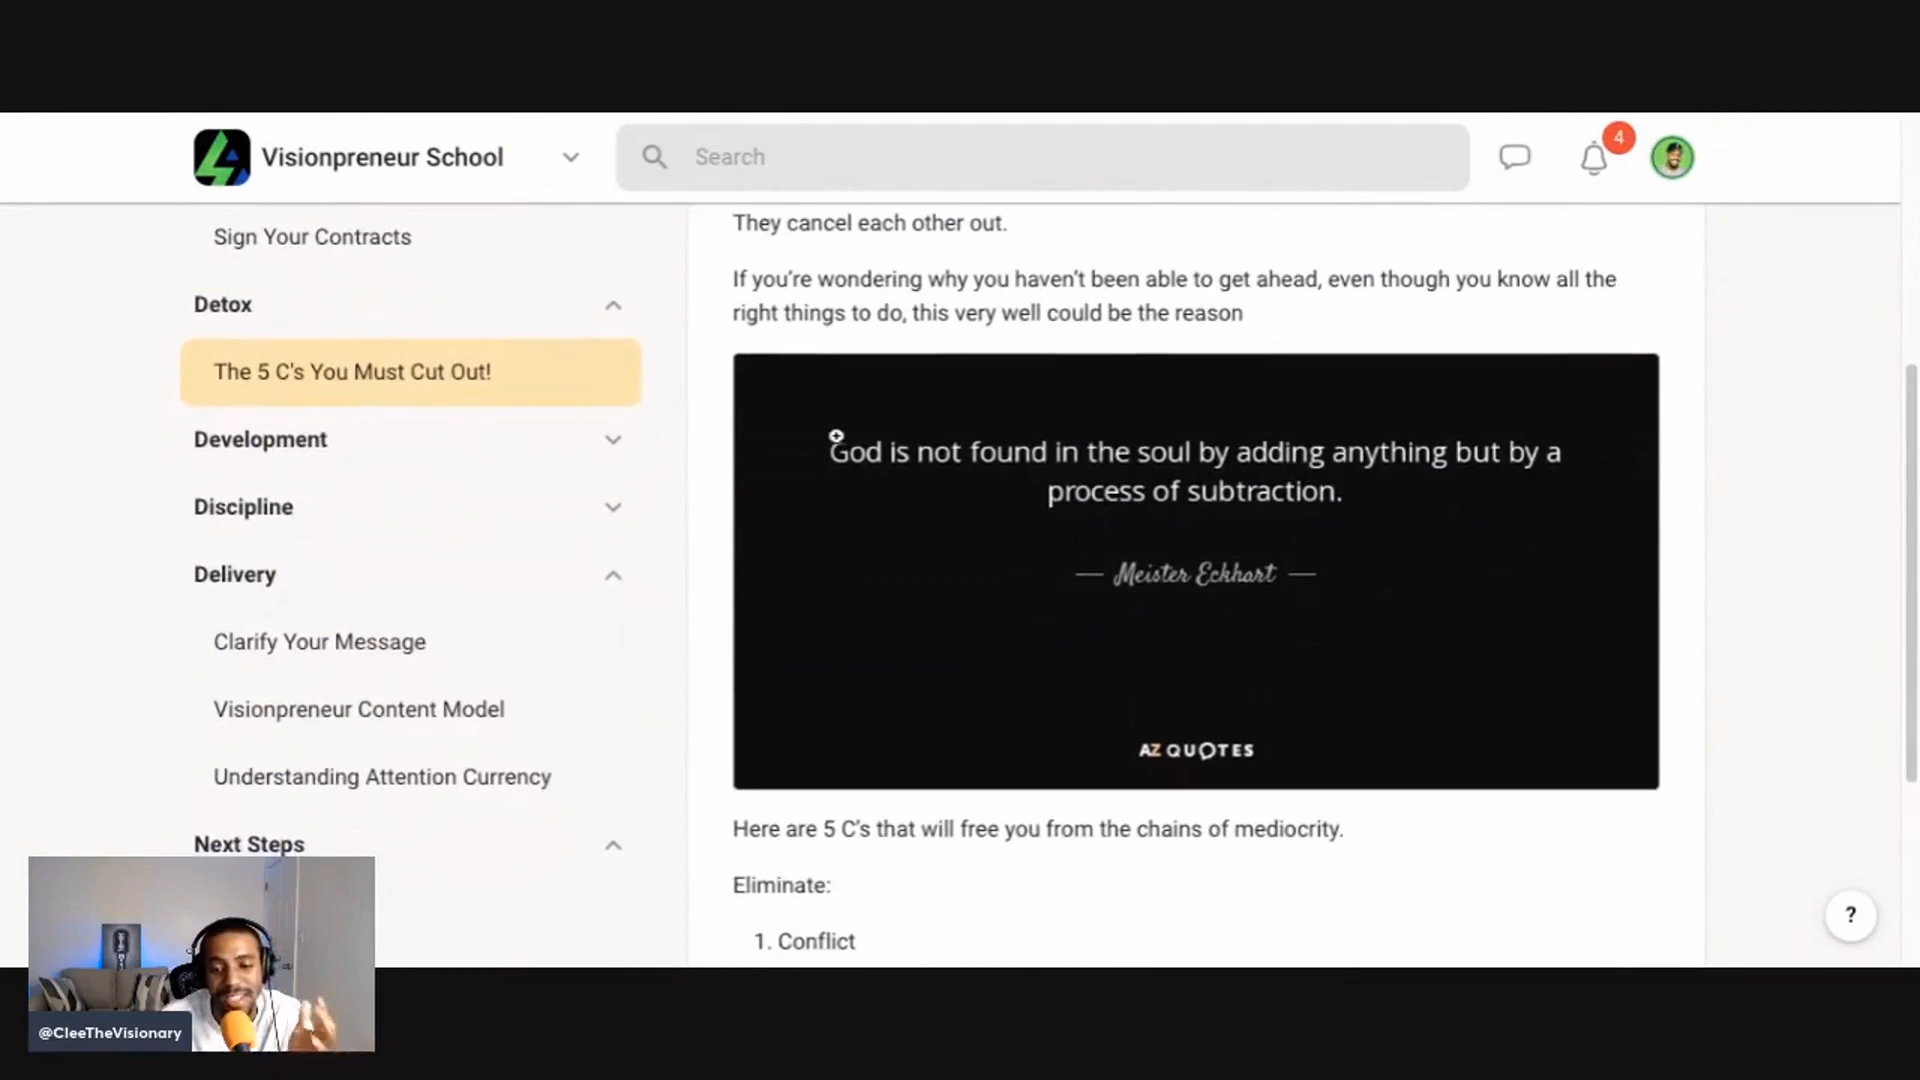 Visionpreneur School
Search
4
Sign Your Contracts
Detox
The 5 C's You Must Cut Out!
Development
Discipline
Delivery
Clarify Your Message
Visionpreneur Content Model
Understanding Attention Currency
Next Steps
They cancel each other out.
If you're wondering why you haven't been able to get ahead, even though you know all the
right things to do, this very well could be the reason
God is not found in the soul by adding anything but by a
process of subtraction.
— Meister Eckhart —
AZ QUOTES
Here are 5 C's that will free you from the chains of mediocrity.
Eliminate:
1. Conflict
?
@CleeTheVisionary